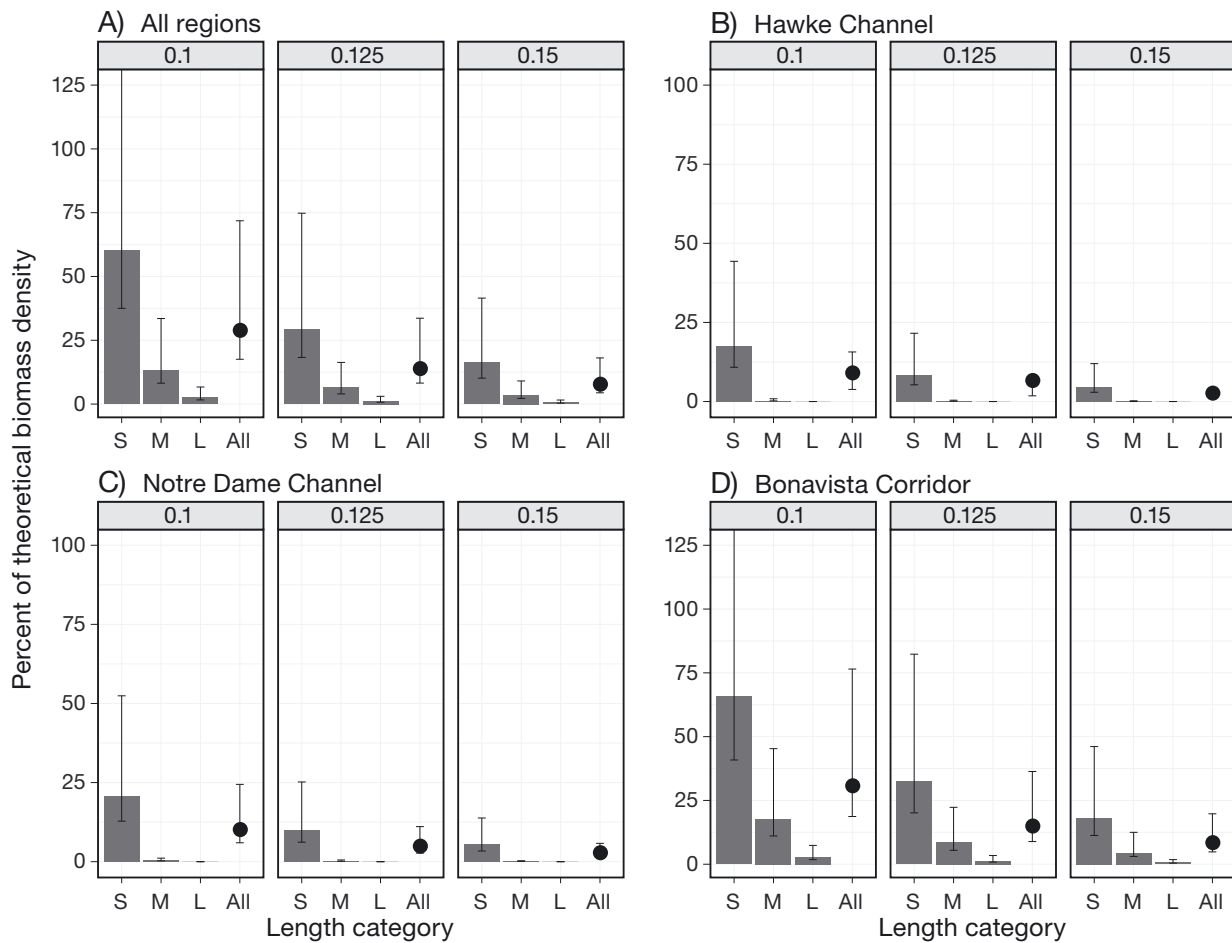 A) All regions
0.1 0.125 0.15
125
100
75
50
25
0
S M L All S M L All S M L All
B) Hawke Channel
0.1 0.125 0.15
100
75
50
25
0
S M L All S M L All S M L All
C) Notre Dame Channel
0.1 0.125 0.15
100
75
50
25
0
S M L All S M L All S M L All
D) Bonavista Corridor
0.1 0.125 0.15
125
100
75
50
25
0
S M L All S M L All S M L All
Percent of theoretical biomass density
Length category Length category